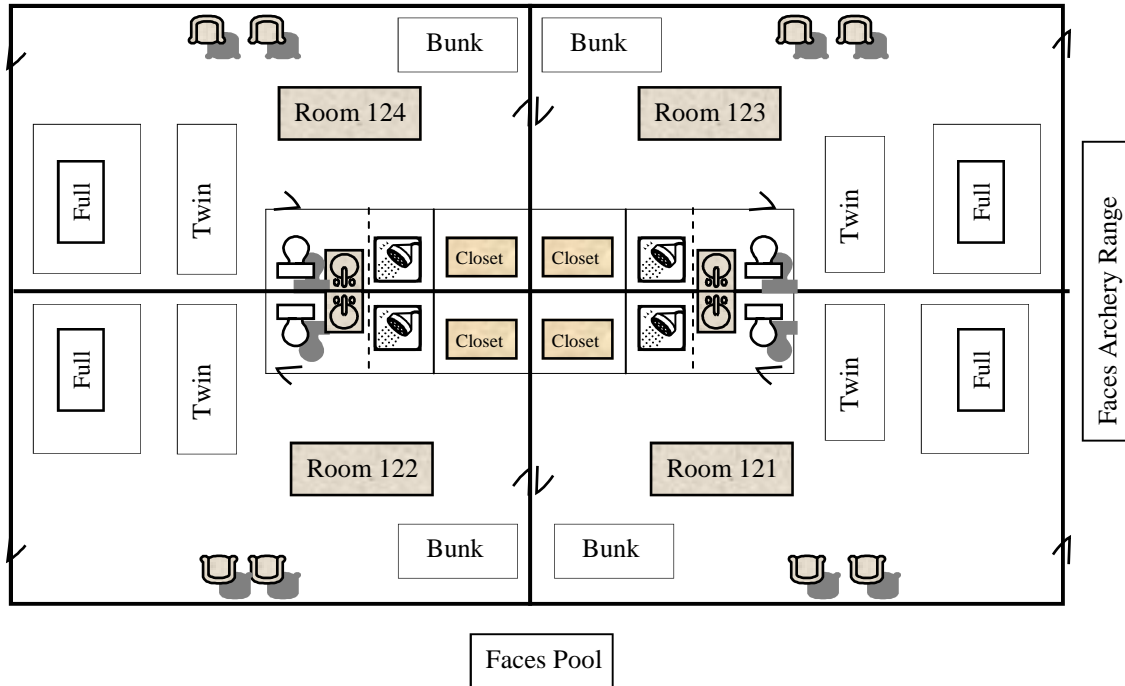 Bunk
Bunk
Room 124
Room 123
Full
Twin
Twin
Full
Closet
Closet
Faces Archery Range
Full
Twin
Closet
Closet
Twin
Full
Room 122
Room 121
Bunk
Bunk
Faces Pool